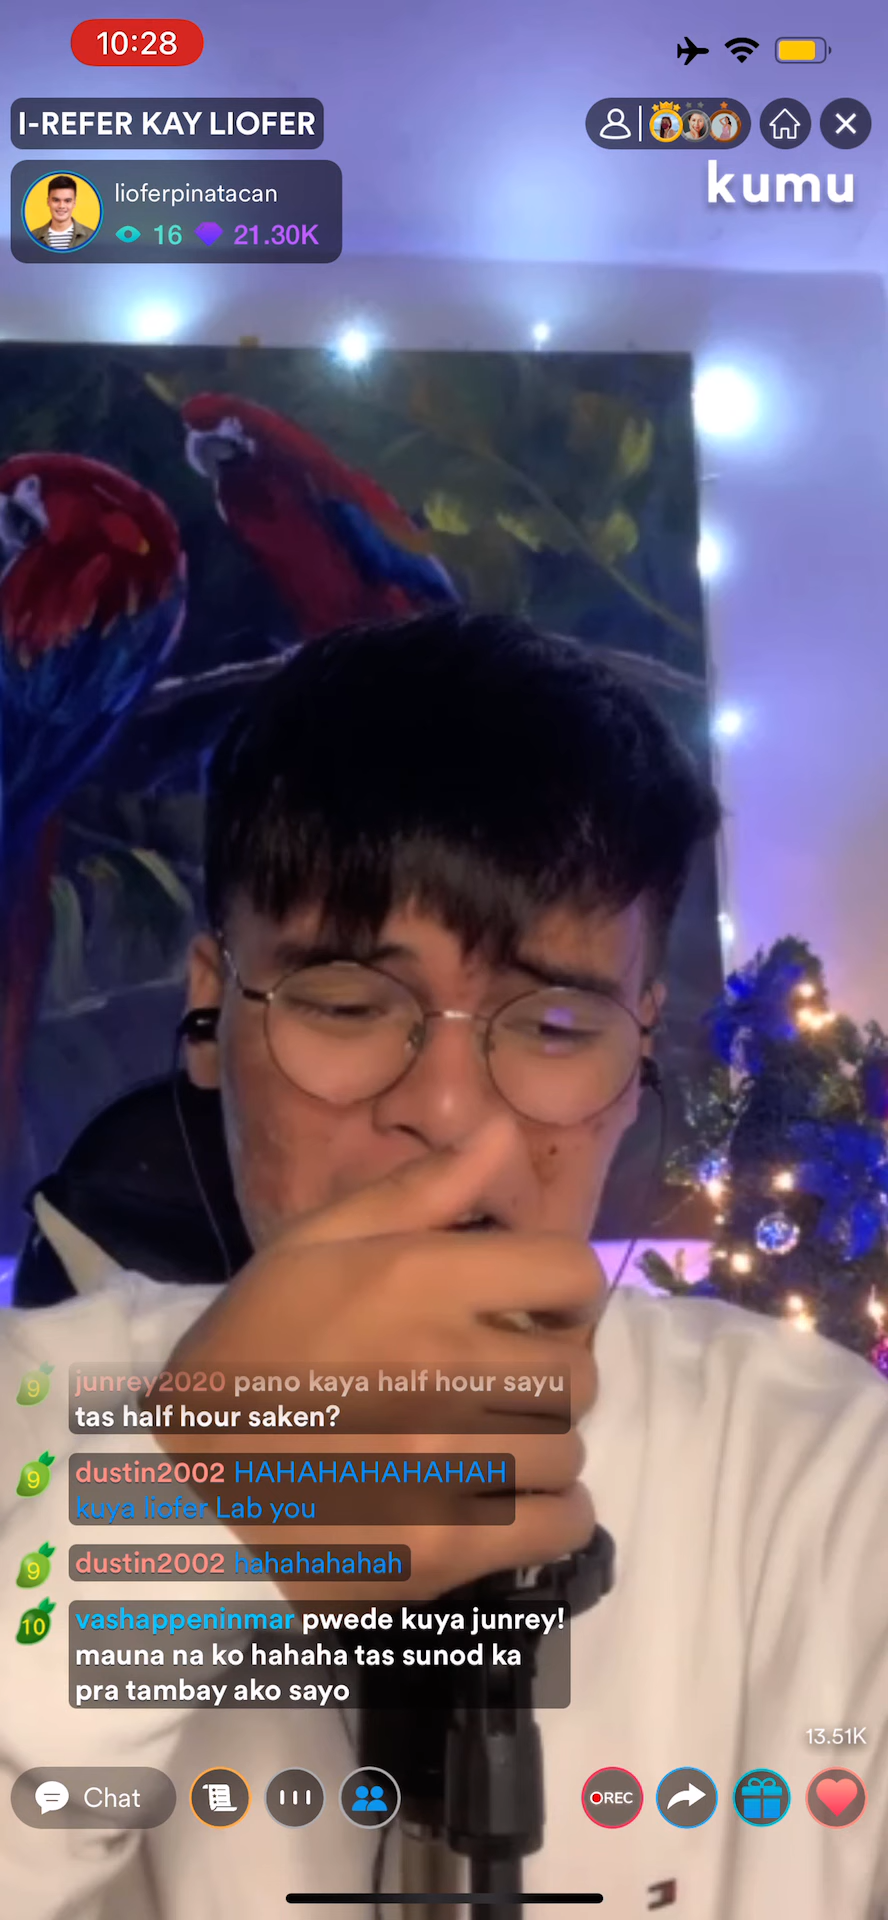 10:28
I-REFER KAY LIOFER
kumu
lioferpinatacan
16 21.30K
9 junrey2020 pano kaya half hour sayu
tas half hour saken?
9 dustin2002 HAHAHAHAHAHAH
kuya liofer Lab you
9 dustin2002 hahahahahah
10 vashappeninmar pwede kuya junrey!
mauna na ko hahaha tas sunod ka
pra tambay ako sayo
13.51K
Chat
REC